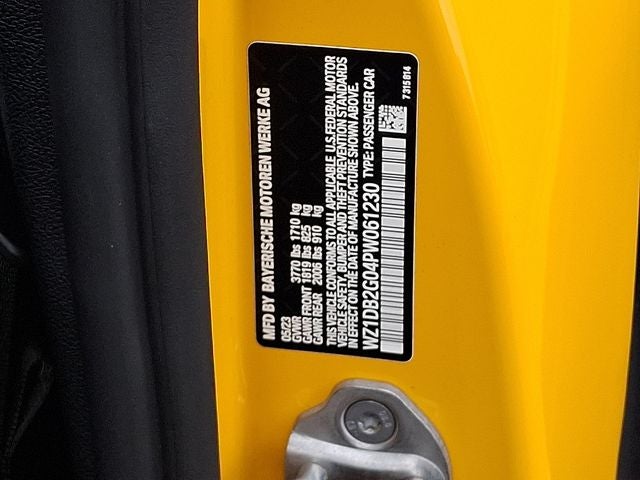 MFD BY BAYERISCHE MOTOREN WERKE AG
05/23
GVWR 3770 lbs 1710 kg
GAWR FRONT 1819 lbs 825 kg
GAWR REAR 2006 lbs 910 kg
THIS VEHICLE CONFORMS TO ALL APPLICABLE U.S. FEDERAL MOTOR
VEHICLE SAFETY, BUMPER AND THEFT PREVENTION STANDARDS
IN EFFECT ON THE DATE OF MANUFACTURE SHOWN ABOVE.
WZ1DB2G04PW061230 TYPE: PASSENGER CAR
7315814